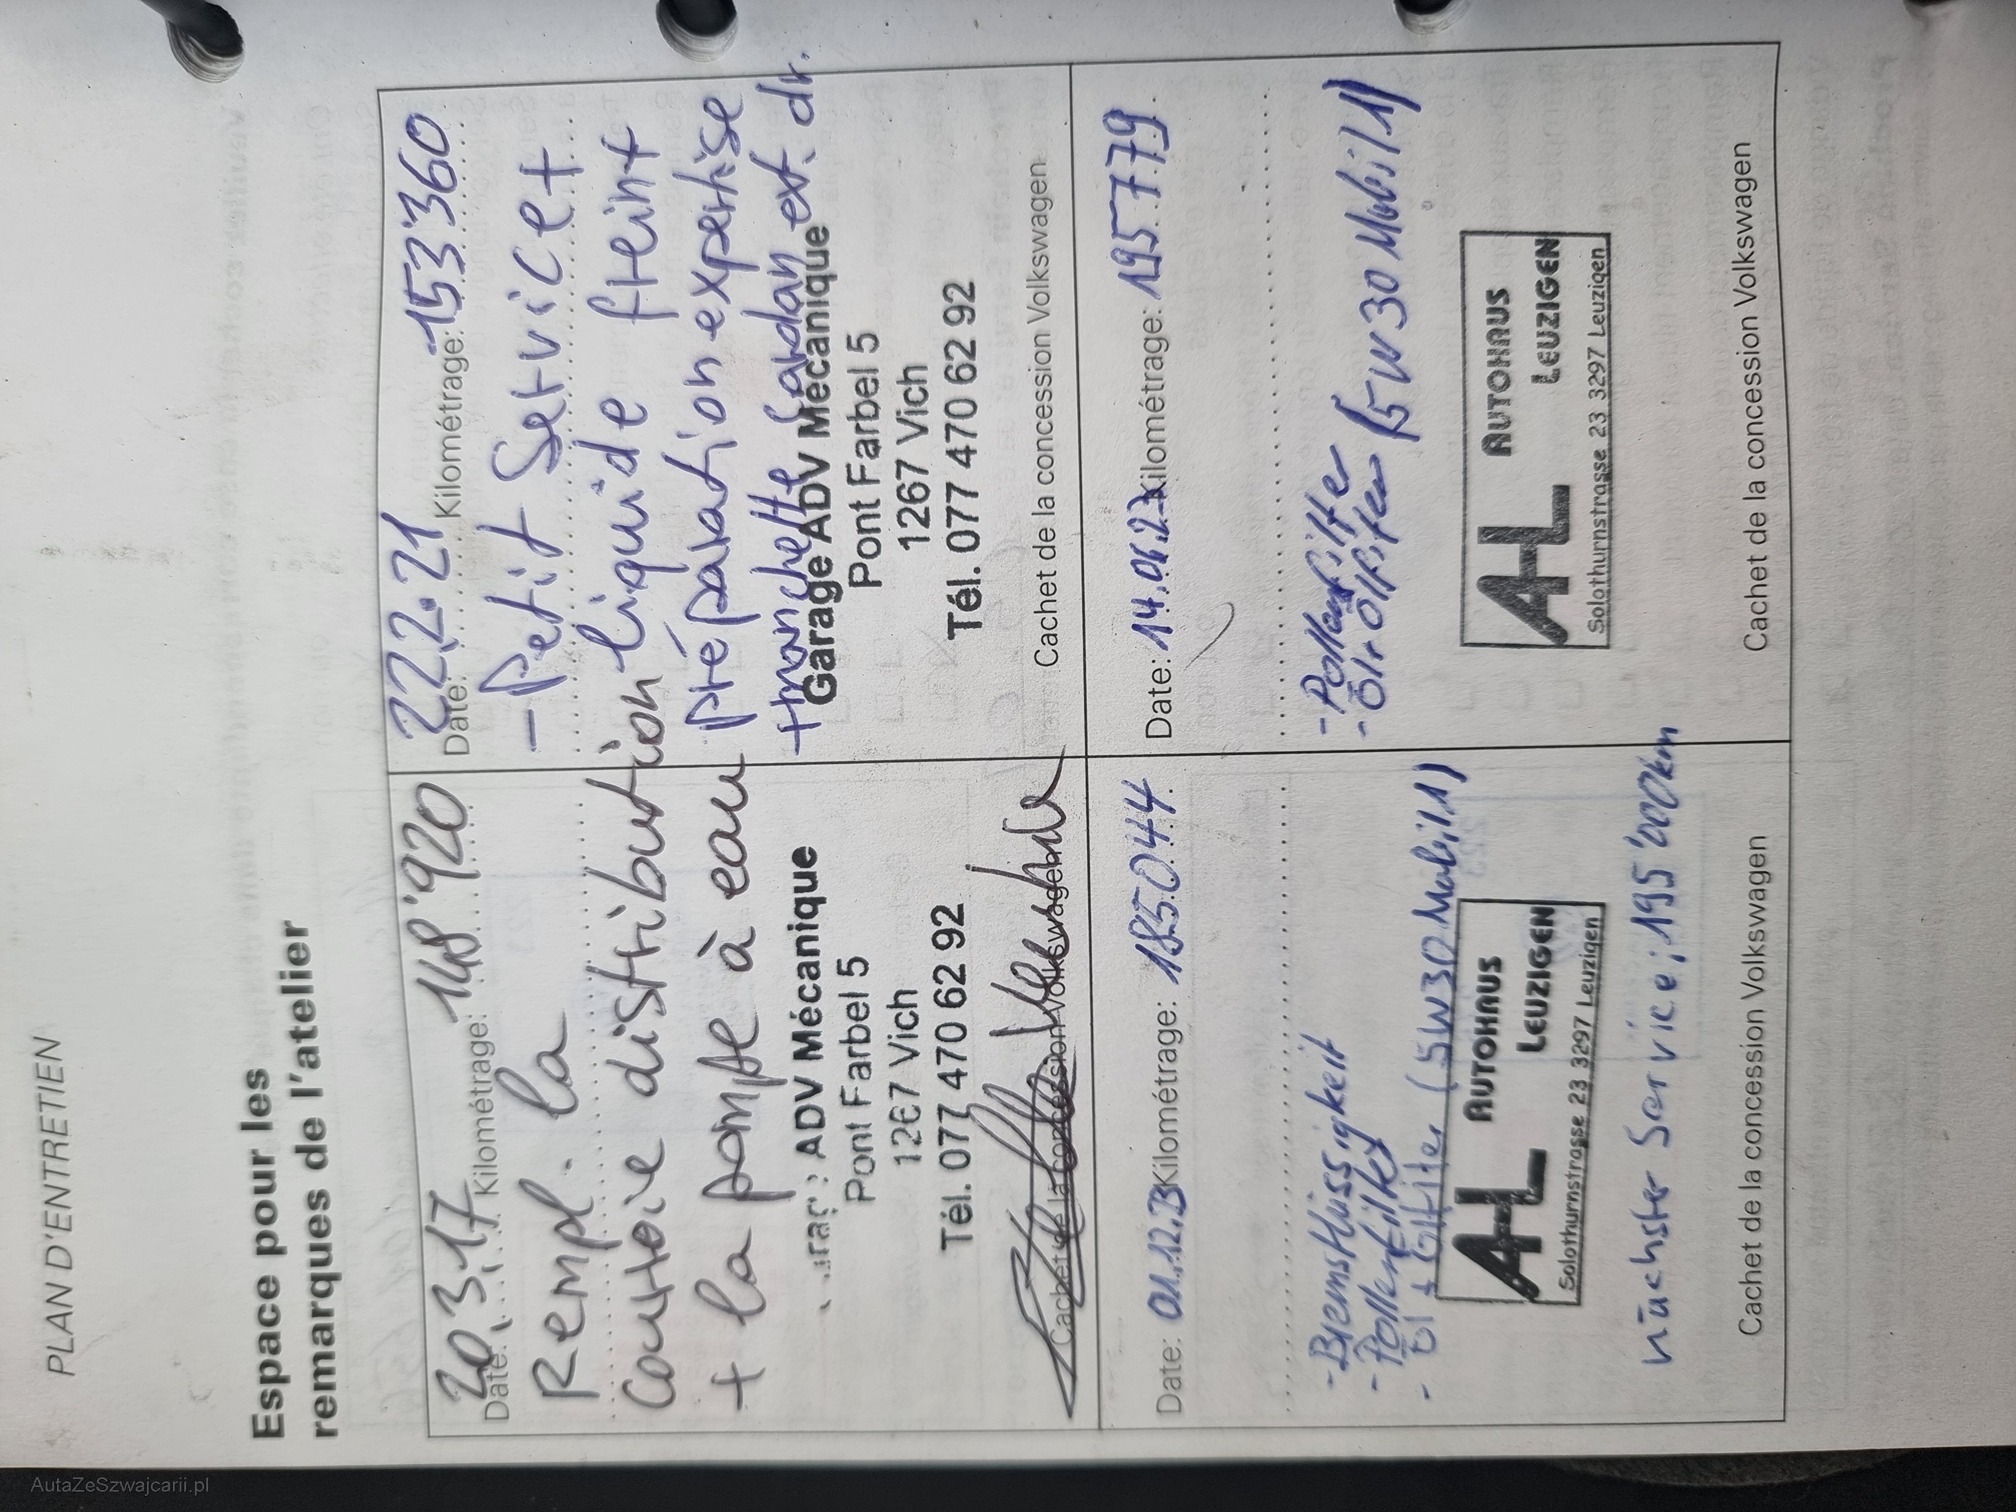 PLAN D'ENTRETIEN
Espace pour les
remarques de l'atelier
20.3.17 148'920
Date: Kilométrage:
Rempl. la
courroie distribution
+ la pompe à eau
ADV Mécanique
Pont Farbel 5
1267 Vich
Tél. 077 470 62 92
Cachet de la concession Volkswagen
22.2.21 153'360
Date: Kilométrage:
- Petit Service +
liquide freint
préparation expertise
+manchette Cardan ext. dr.
Garage ADV Mécanique
Pont Farbel 5
1267 Vich
Tél. 077 470 62 92
Cachet de la concession Volkswagen
Date: 01.12.23 Kilométrage: 185044
- Bremsflüssigkeit
- Pollenfilter
- Öl + Ölfilter (5W30 Mobil 1)
AL AUTOHAUS
LEUZIGEN
Solothurnstrasse 23 3297 Leuzigen
nächster Service: 195'000km
Cachet de la concession Volkswagen
Date: 14.06.23 Kilométrage: 195.779
- Pollenfilter
- Öl+Ölfilter (5W30 Mobil 1)
AL AUTOHAUS
LEUZIGEN
Solothurnstrasse 23 3297 Leuzigen
Cachet de la concession Volkswagen
AutaZeSzwajcarii.pl